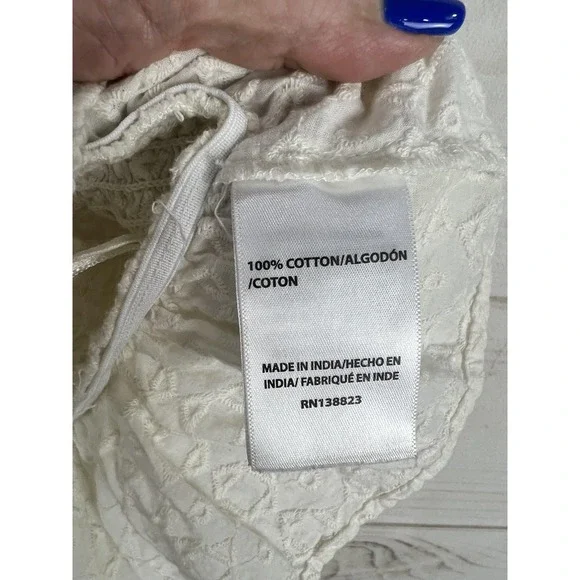 100% COTTON/ALGODÓN
/COTON
MADE IN INDIA/HECHO EN
INDIA/ FABRIQUÉ EN INDE
RN138823